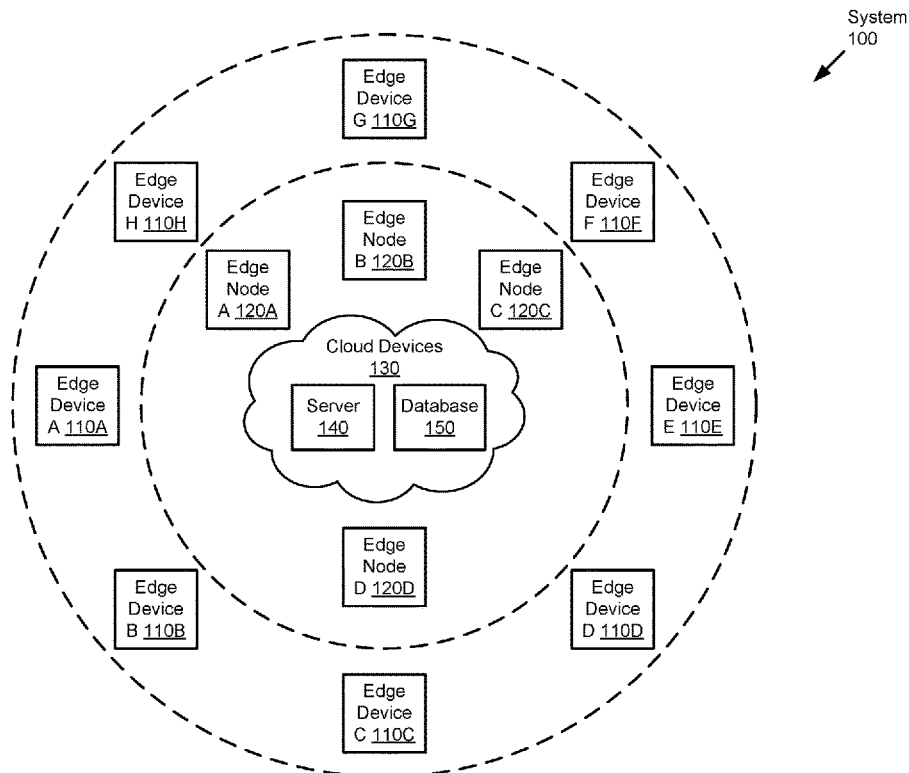 System
100
Edge
Device
G 110G
Edge
Device
H 110H
Edge
Device
F 110F
Edge
Node
B 120B
Edge
Node
A 120A
Edge
Node
C 120C
Cloud Devices
130
Server
140
Database
150
Edge
Device
A 110A
Edge
Device
E 110E
Edge
Node
D 120D
Edge
Device
B 110B
Edge
Device
D 110D
Edge
Device
C 110C